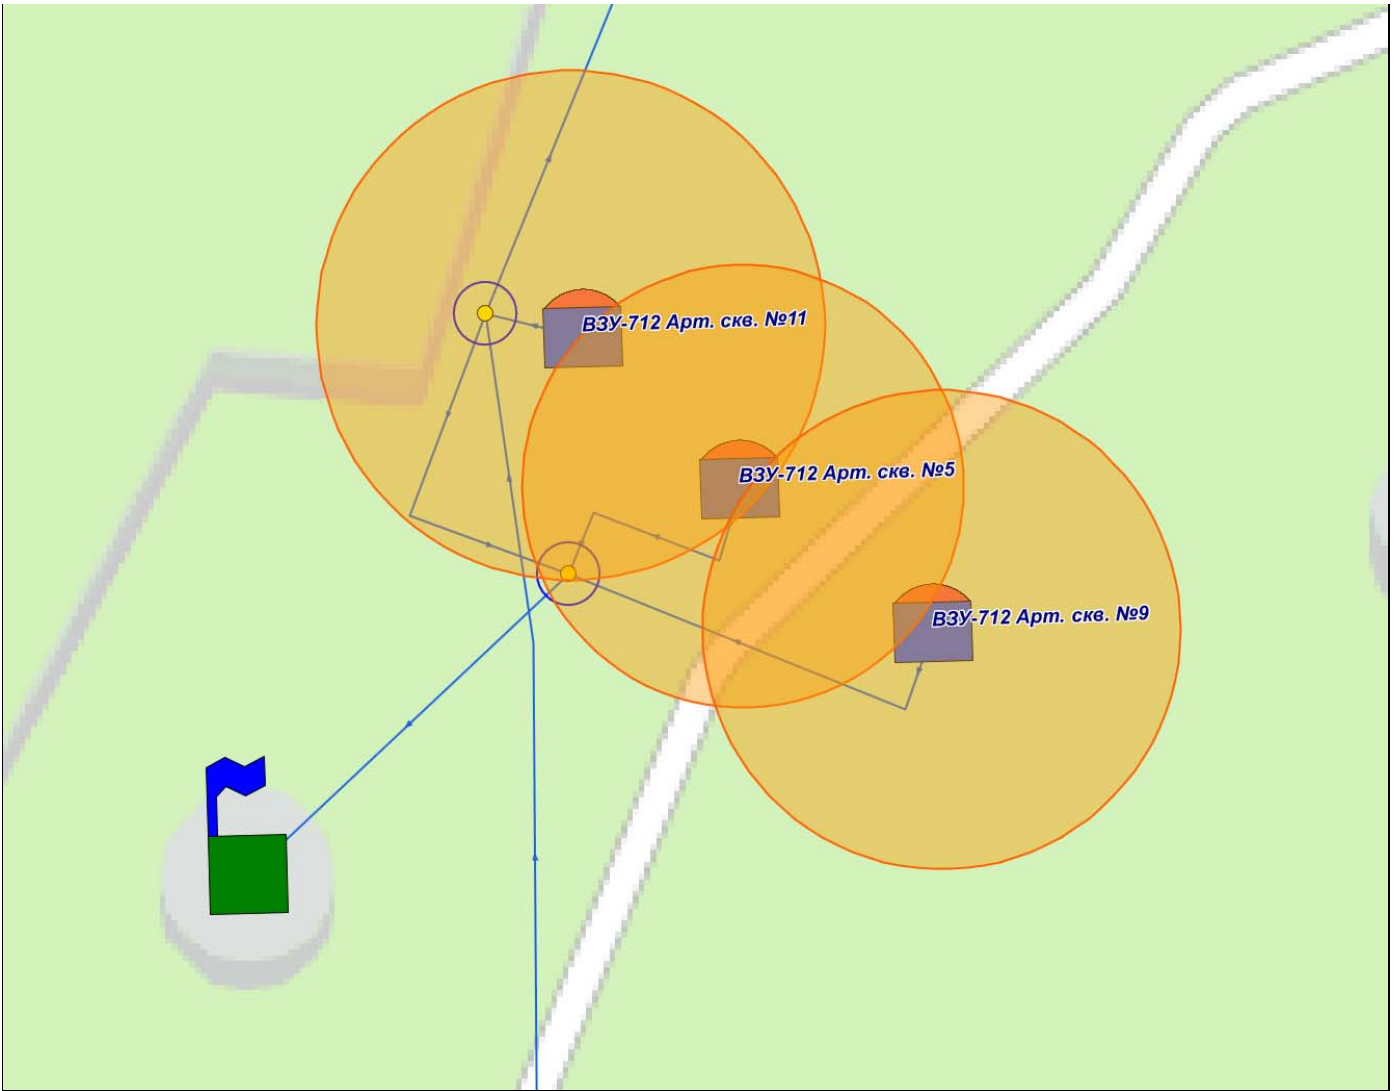 ВЗУ-712 Арт. скв. №11
ВЗУ-712 Арт. скв. №5
ВЗУ-712 Арт. скв. №9